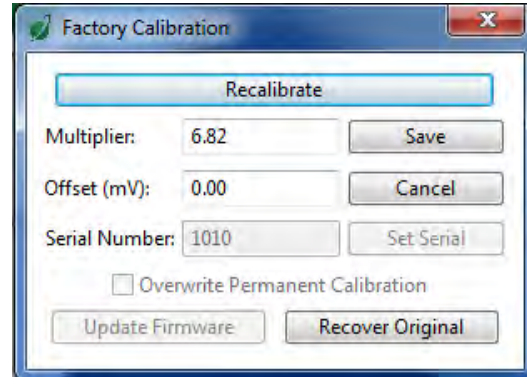 Factory Calibration
Recalibrate
Multiplier: 6.82 Save
Offset (mV): 0.00 Cancel
Serial Number: 1010 Set Serial
Overwrite Permanent Calibration
Update Firmware Recover Original